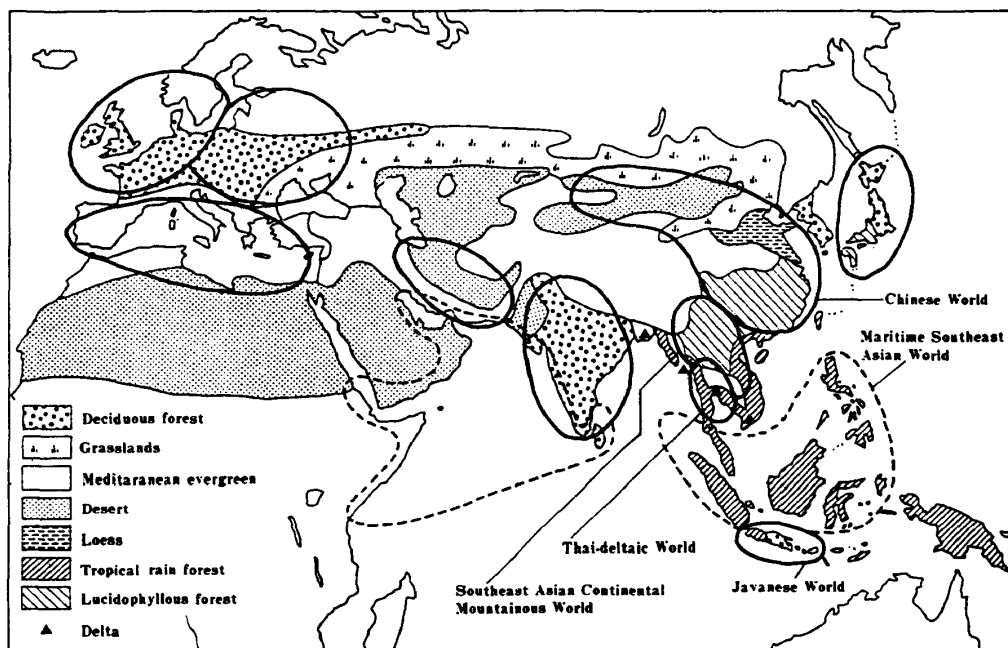 Chinese World
Maritime Southeast
Asian World
Deciduous forest
Grasslands
Meditaranean evergreen
Desert
Loess
Tropical rain forest
Lucidophyllous forest
Delta
Thai-deltaic World
Southeast Asian Continental
Mountainous World
Javanese World